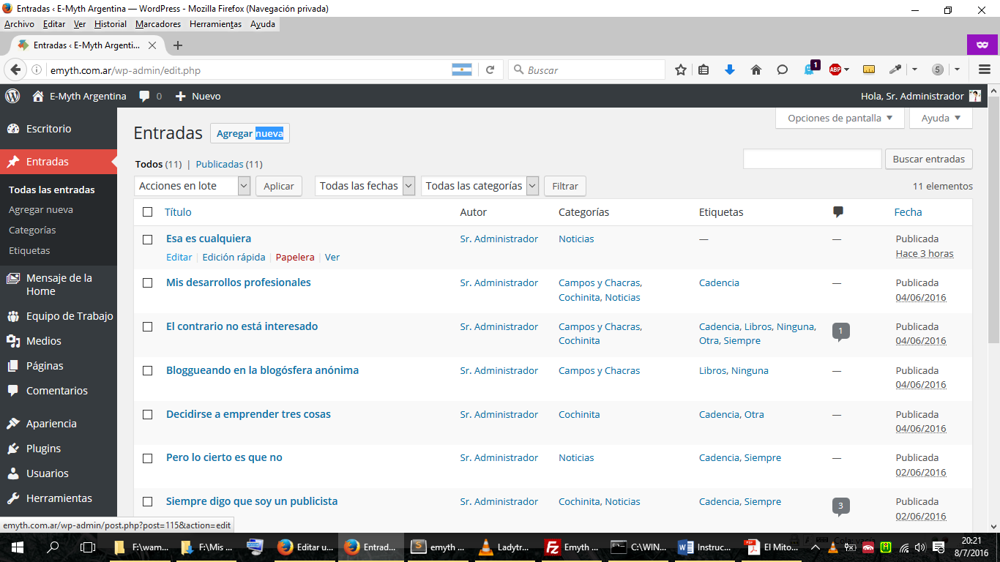 Entradas ‹ E-Myth Argentina — WordPress - Mozilla Firefox (Navegación privada)
Archivo Editar Ver Historial Marcadores Herramientas Ayuda
Entradas ‹ E-Myth Argenti...
emyth.com.ar/wp-admin/edit.php
Buscar
1
ABP
5
E-Myth Argentina 0 Nuevo
Hola, Sr. Administrador
Escritorio
Entradas
Todas las entradas
Agregar nueva
Categorías
Etiquetas
Mensaje de la
Home
Equipo de Trabajo
Medios
Páginas
Comentarios
Apariencia
Plugins
Usuarios
Herramientas
Opciones de pantalla Ayuda
Entradas Agregar nueva
Todos (11) | Publicadas (11)
Buscar entradas
Acciones en lote Aplicar Todas las fechas Todas las categorías Filtrar
11 elementos
Título Autor Categorías Etiquetas Fecha
Esa es cualquiera Sr. Administrador Noticias — — Publicada
Editar | Edición rápida | Papelera | Ver Hace 3 horas
Mis desarrollos profesionales Sr. Administrador Campos y Chacras, Cadencia — Publicada
Cochinita, Noticias 04/06/2016
El contrario no está interesado Sr. Administrador Campos y Chacras, Cadencia, Libros, Ninguna, 1 Publicada
Cochinita Otra, Siempre 04/06/2016
Bloggueando en la blogósfera anónima Sr. Administrador Campos y Chacras Libros, Ninguna — Publicada
04/06/2016
Decidirse a emprender tres cosas Sr. Administrador Cochinita Cadencia, Otra — Publicada
04/06/2016
Pero lo cierto es que no Sr. Administrador Noticias Cadencia, Siempre — Publicada
02/06/2016
Siempre digo que soy un publicista Sr. Administrador Cochinita, Noticias Cadencia, Siempre 3 Publicada
02/06/2016
emyth.com.ar/wp-admin/post.php?post=115&action=edit
F:\wam... F:\Mis ... Editar u... Entrad... emyth ... Ladytr... Emyth ... C:\WIN... Instruc... El Mito...
20:21
8/7/2016